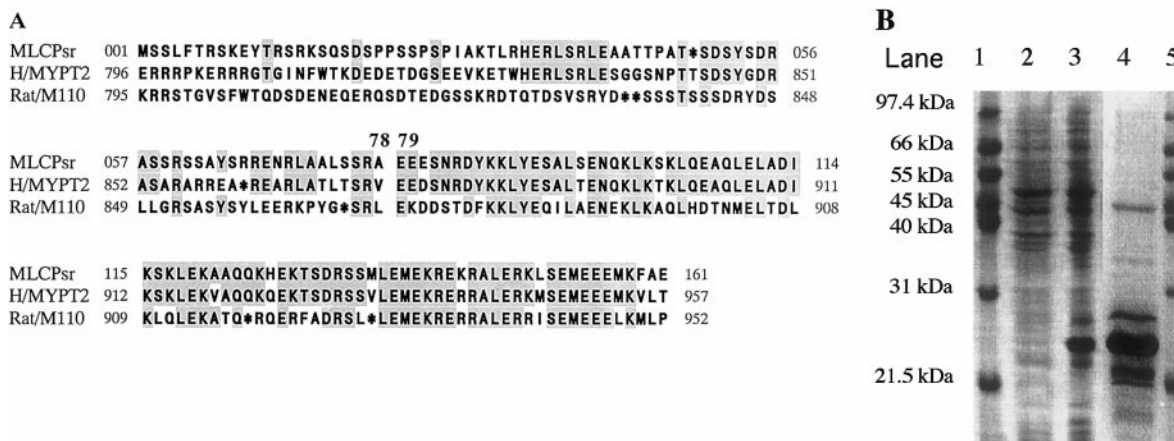 A
MLCPsr 001 MSSLFTRSKEYTRSRKSQSDSPPSSPSPIAKTLRHERLSRLEAATTPAT*SDSYSDR 056
H/MYPT2 796 ERRRPKERRRGTGINFWTKDEDETDGSEEVKETWHERLSRLESGGSNPTTSDSYGDR 851
Rat/M110 795 KRRSTGVSFWTQDSDENEQERQSDTEDGSSKRDTQTDSVSRYD**SSSTSSSDRYDS 848
78 79
MLCPsr 057 ASSRSSAYSRRENRLAALSSRA EEESNRDYKKLYESALSENQKLKSKLQEAQLELADI 114
H/MYPT2 852 ASARARREA*REARLATLTSRV EEDSNRDYKKLYESALTENQKLKTKLQEAQLELADI 911
Rat/M110 849 LLGRSASYSYLEERKPYG*SRL EKDDSTDFKKLYEQILAENEKLKAQLHDTNMELTDL 908
MLCPsr 115 KSKLEKAAQQKHEKTSDRSSMLEMEKREKRALERKLSEMEEEMKFAE 161
H/MYPT2 912 KSKLEKVAQQKQEKTSDRSSVLEMEKRERRALERKMSEMEEEMKVLT 957
Rat/M110 909 KLQLEKATQ*RQERFADRSL*LEMEKRERRALERRISEMEEELKMLP 952
B
Lane 1 2 3 4 5
97.4 kDa
66 kDa
55 kDa
45 kDa
40 kDa
31 kDa
21.5 kDa